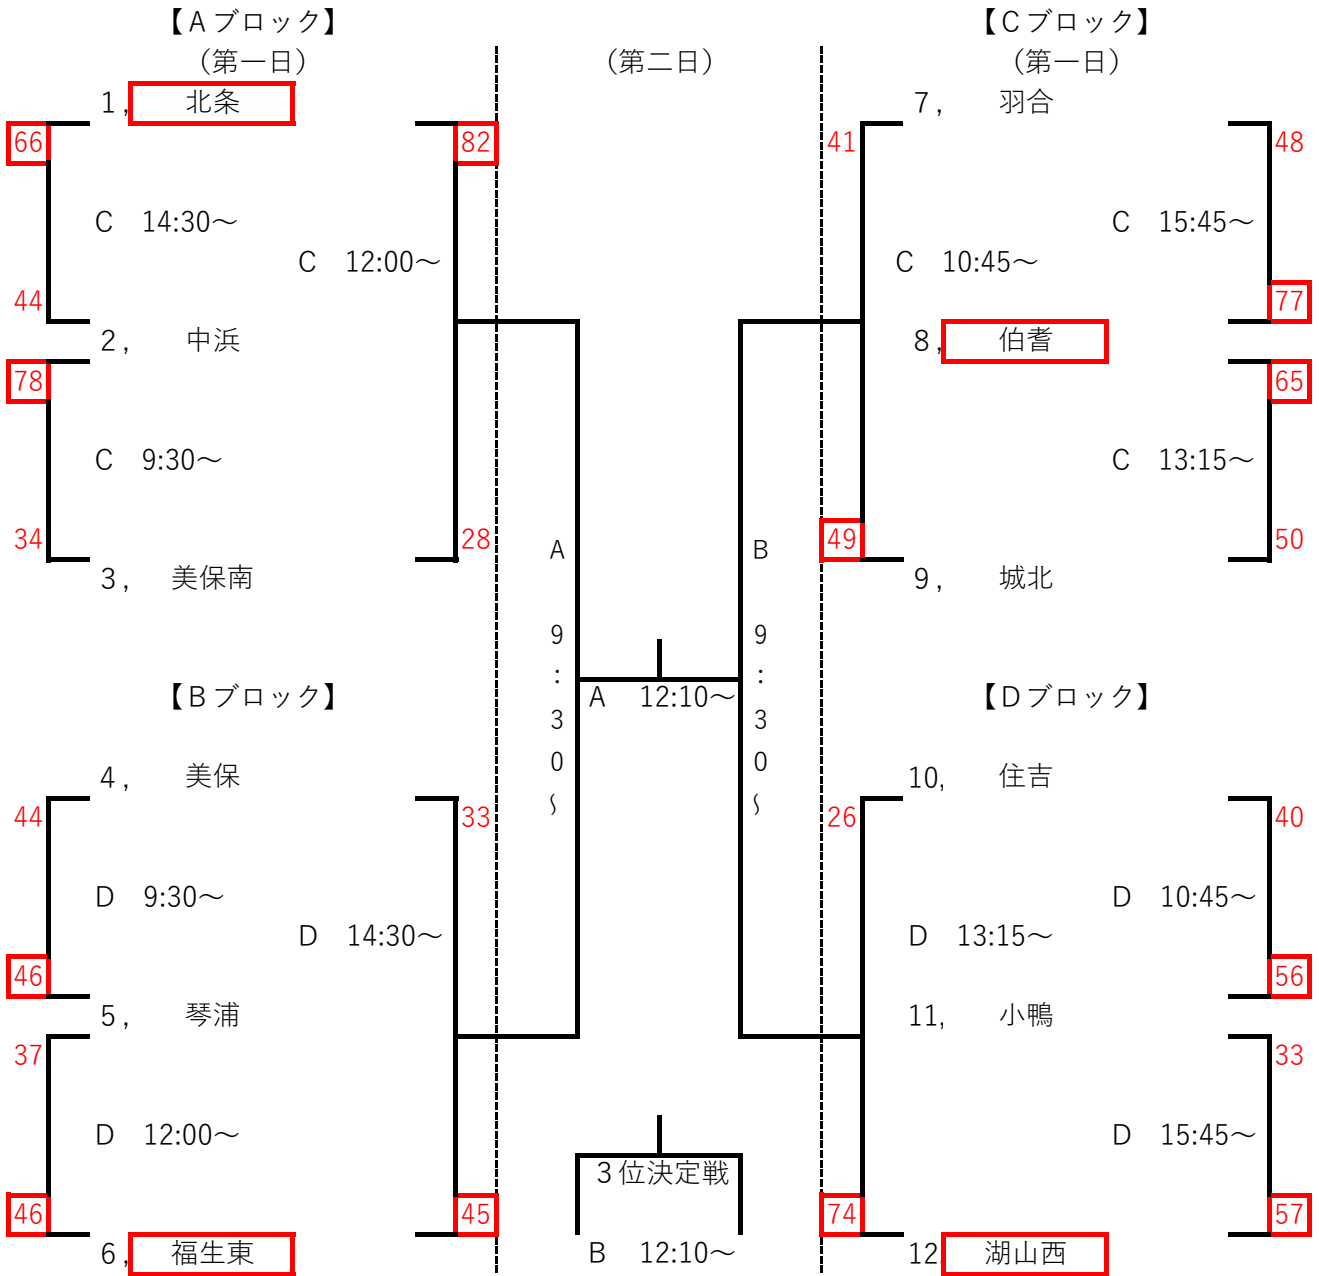 【Aブロック】
(第一日)
1, 北条
66
82
C 14:30～
C 12:00～
44
2, 中浜
78
C 9:30～
34
28
3, 美保南
【Bブロック】
4, 美保
44
33
D 9:30～
D 14:30～
46
5, 琴浦
37
D 12:00～
46
45
6, 福生東
(第二日)
A 9:30～
B 9:30～
A 12:10～
3位決定戦
B 12:10～
【Cブロック】
(第一日)
7, 羽合
41
48
C 15:45～
C 10:45～
77
8, 伯耆
65
C 13:15～
49
50
9, 城北
【Dブロック】
10, 住吉
26
40
D 10:45～
D 13:15～
56
11, 小鴨
33
D 15:45～
74
57
12, 湖山西